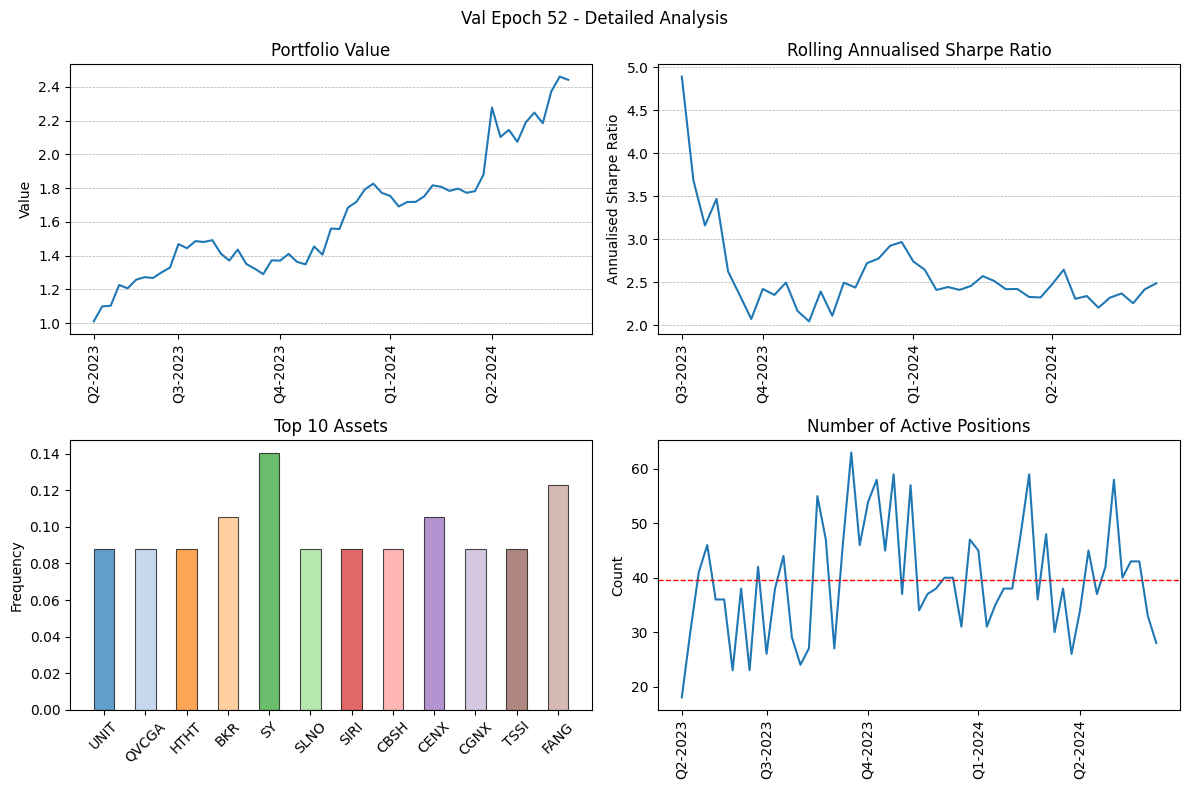 Val Epoch 52 - Detailed Analysis
Portfolio Value
Value
2.4
2.2
2.0
1.8
1.6
1.4
1.2
1.0
Q2-2023
Q3-2023
Q4-2023
Q1-2024
Q2-2024
Rolling Annualised Sharpe Ratio
Annualised Sharpe Ratio
5.0
4.5
4.0
3.5
3.0
2.5
2.0
Q3-2023
Q4-2023
Q1-2024
Q2-2024
Top 10 Assets
Frequency
0.14
0.12
0.10
0.08
0.06
0.04
0.02
0.00
UNIT
QVCGA
HTHT
BKR
SY
SLNO
SIRI
CBSH
CENX
CGNX
TSSI
FANG
Number of Active Positions
Count
60
50
40
30
20
Q2-2023
Q3-2023
Q4-2023
Q1-2024
Q2-2024